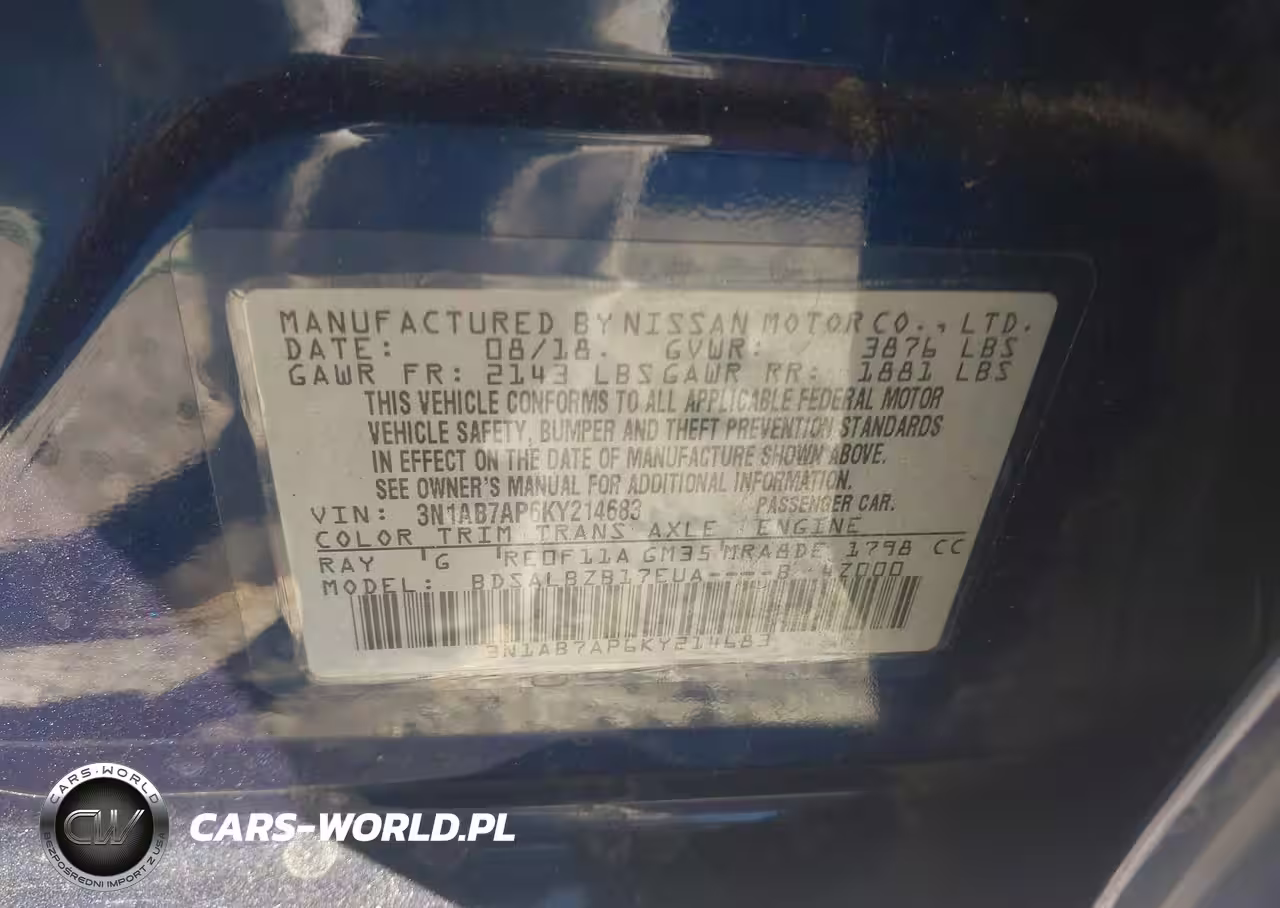 MANUFACTURED BY NISSAN MOTOR CO., LTD.
DATE: 08/18. GVWR: 3876 LBS
GAWR FR: 2143 LBS GAWR RR: 1881 LBS
THIS VEHICLE CONFORMS TO ALL APPLICABLE FEDERAL MOTOR
VEHICLE SAFETY, BUMPER AND THEFT PREVENTION STANDARDS
IN EFFECT ON THE DATE OF MANUFACTURE SHOWN ABOVE.
SEE OWNER'S MANUAL FOR ADDITIONAL INFORMATION.
VIN: 3N1AB7AP6KY214683 PASSENGER CAR.
COLOR TRIM TRANS AXLE ENGINE
RAY G RE0F11A GM35 MRA8DE 1798 CC
MODEL: BDSALBZB17EUA----B
3N1AB7AP6KY214683
CARS-WORLD
CW
BEZPOŚREDNI IMPORT Z USA
CARS-WORLD.PL